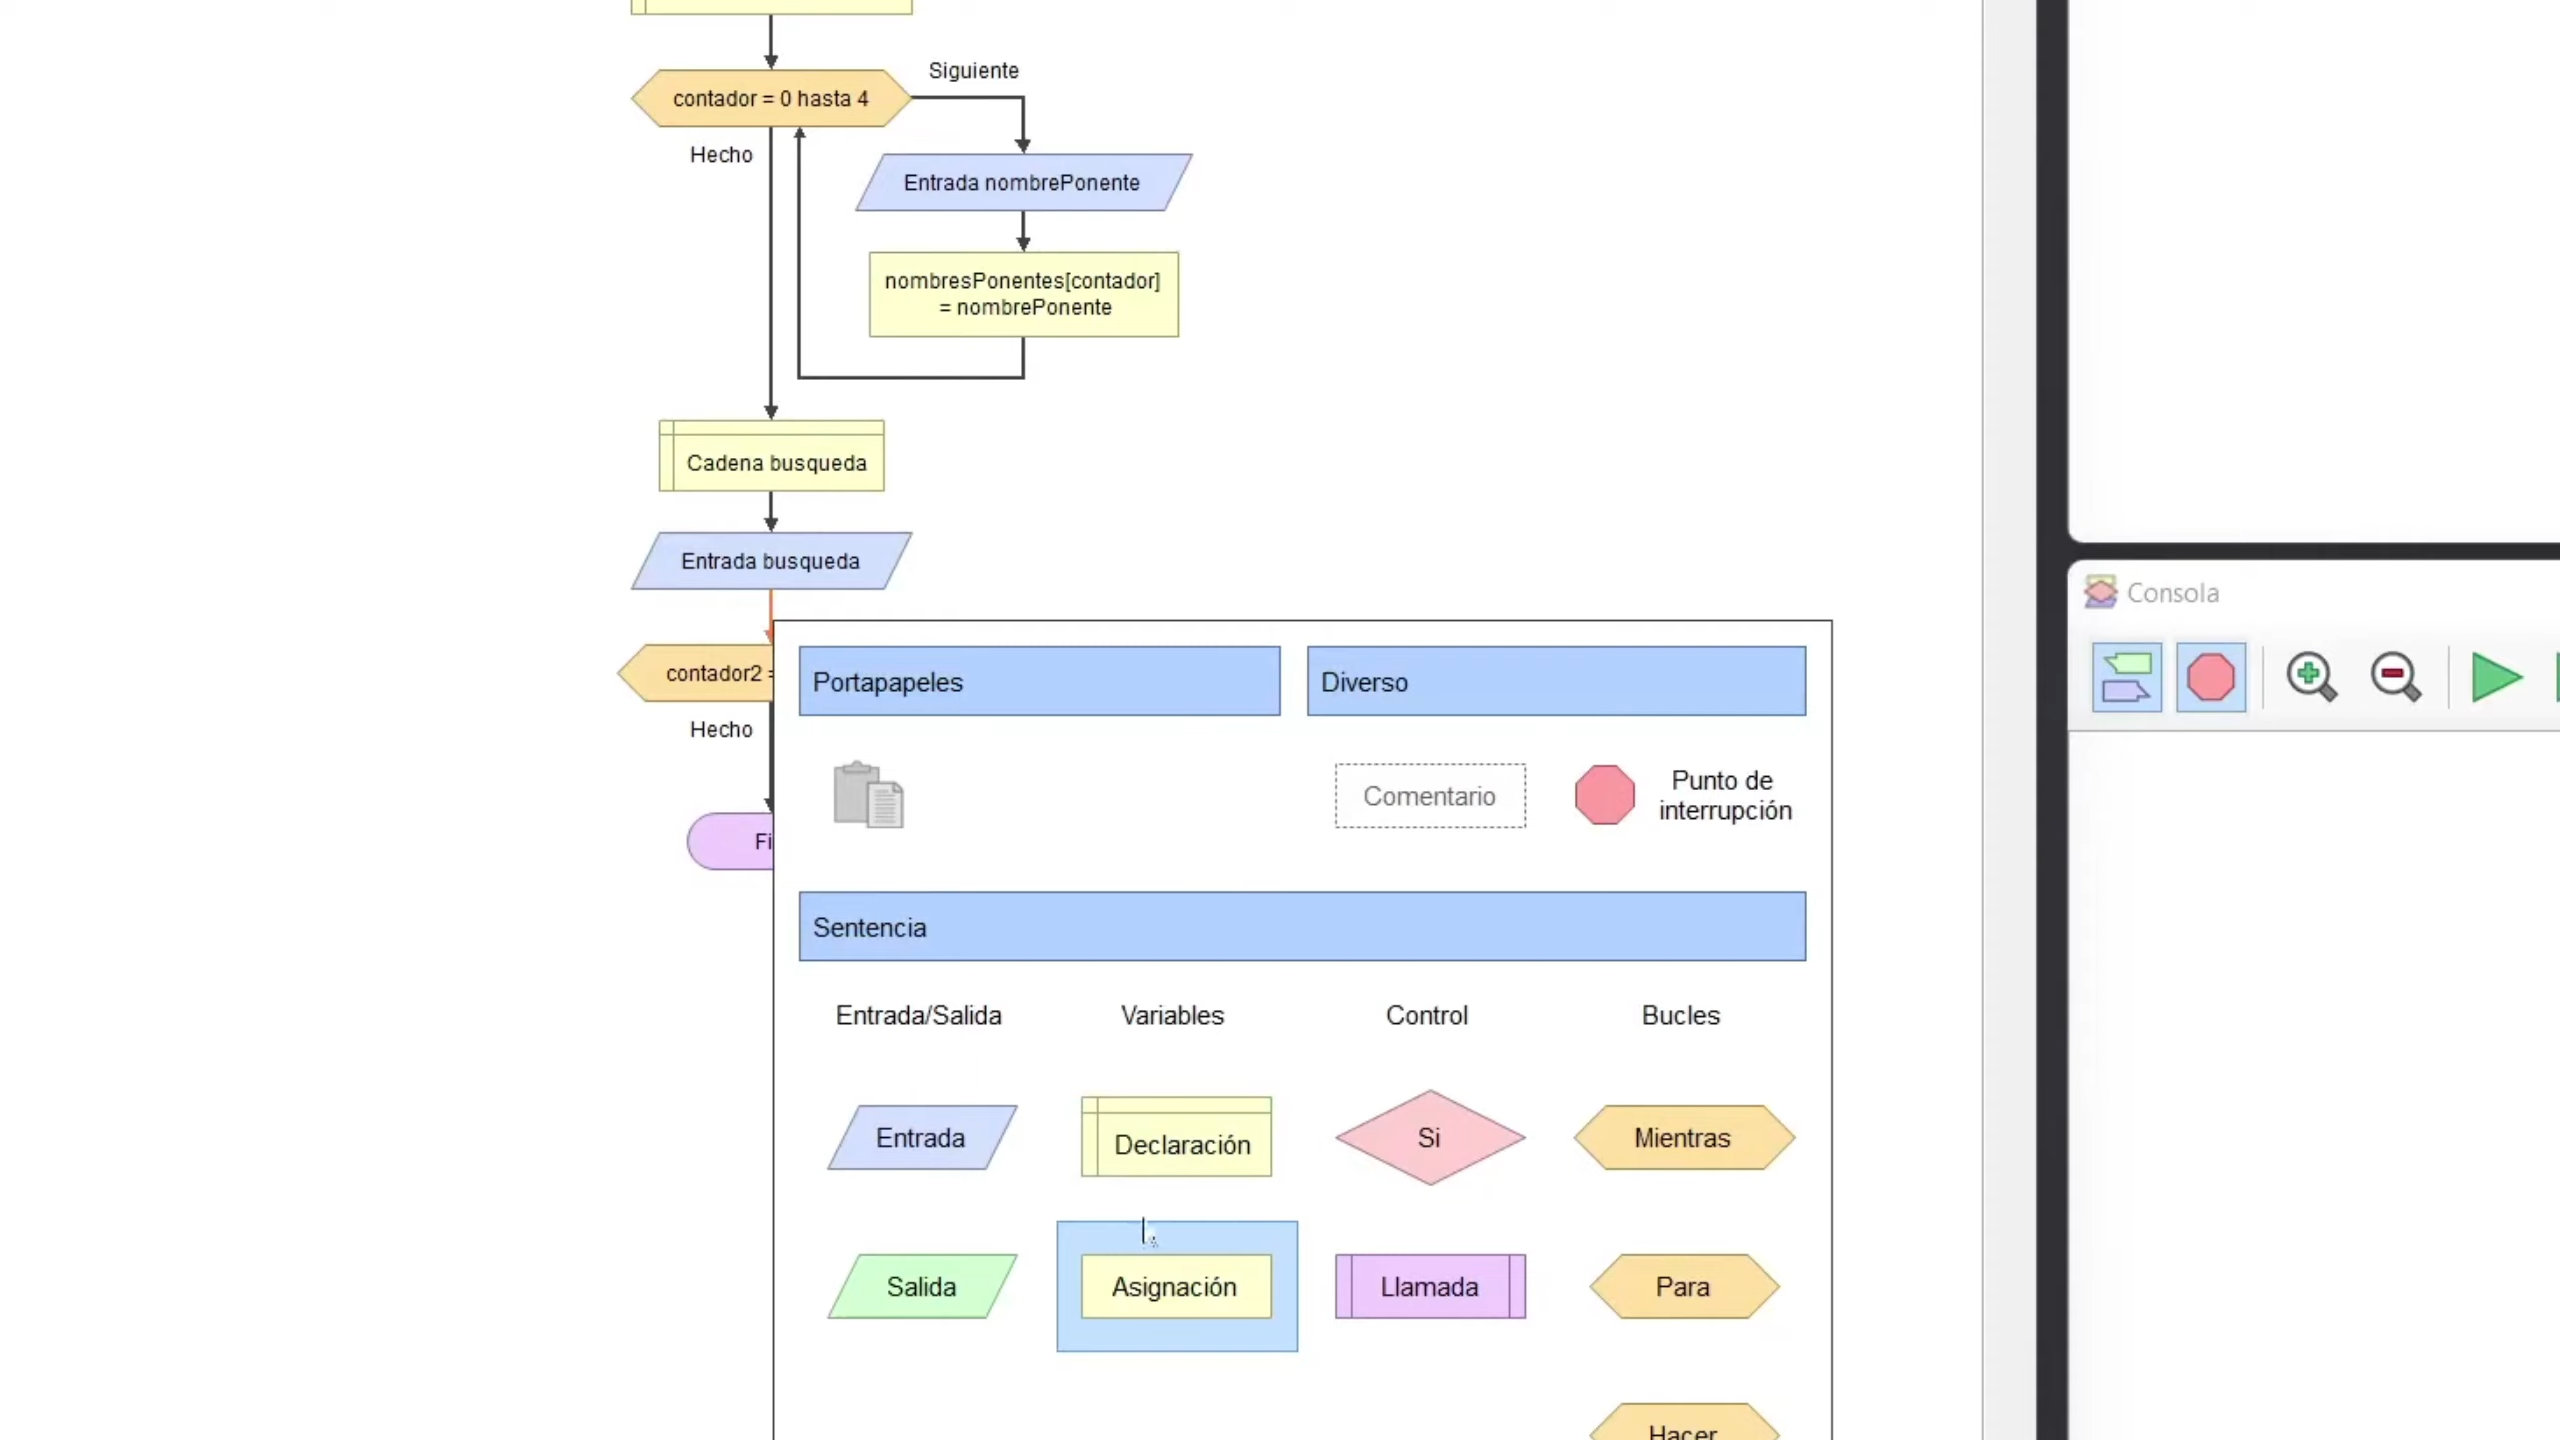 Siguiente
contador = 0 hasta 4
Hecho
Entrada nombrePonente
nombresPonentes[contador]
= nombrePonente
Cadena busqueda
Entrada busqueda
contador2 =
Hecho
Fi
Portapapeles
Diverso
Comentario
Punto de
interrupción
Sentencia
Entrada/Salida
Variables
Control
Bucles
Entrada
Declaración
Si
Mientras
Salida
Asignación
Llamada
Para
Hacer
Consola